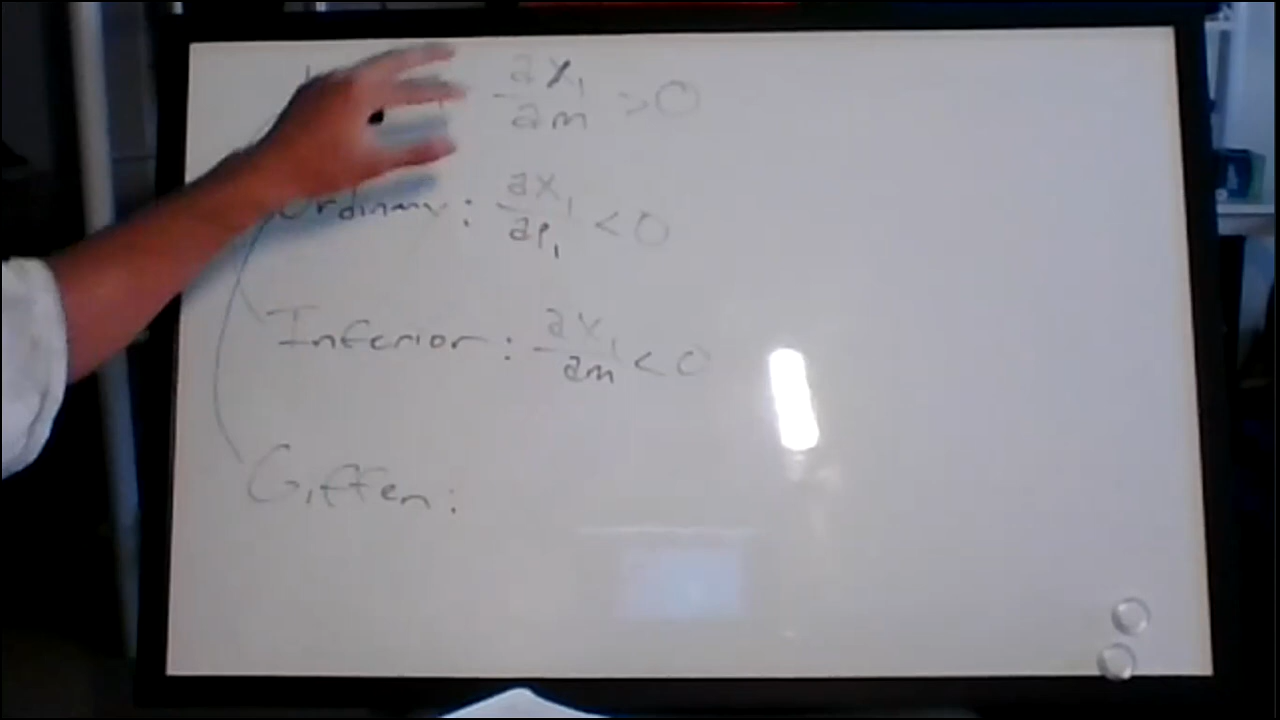 ∂x₁/∂m > 0
Ordinary: ∂x₁/∂p₁ < 0
Inferior: ∂x₁/∂m < 0
Giffen: